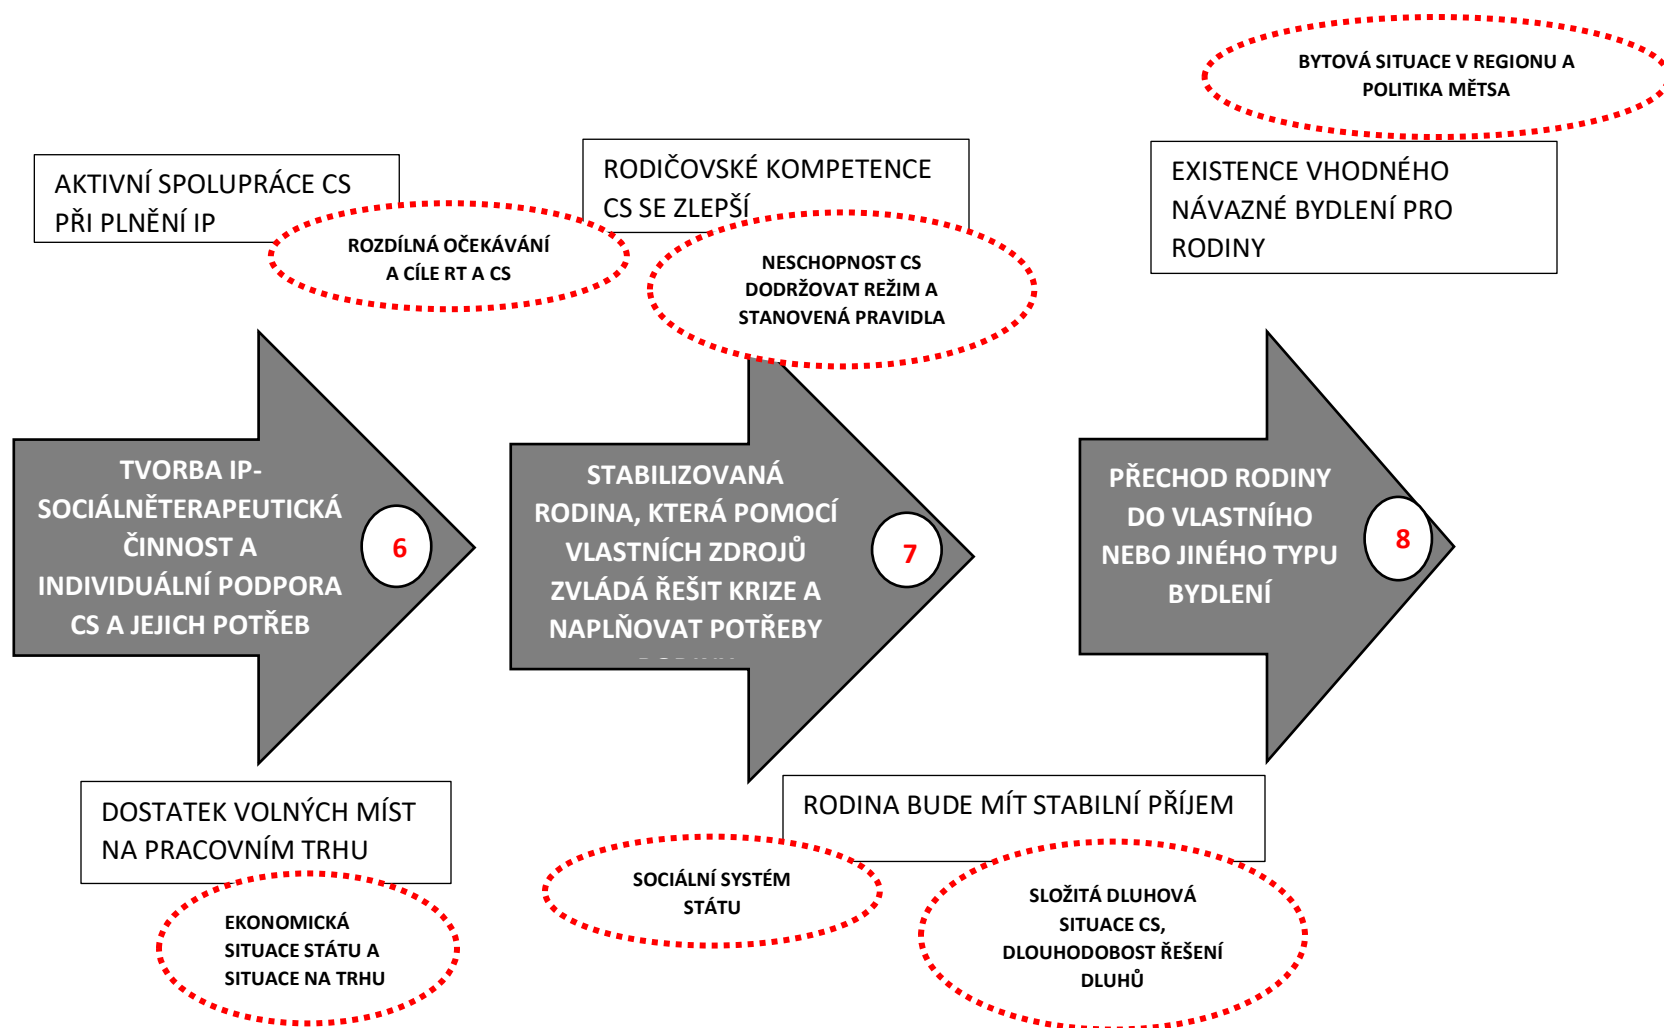 BYTOVÁ SITUACE V REGIONU A
POLITIKA MĚTSA
AKTIVNÍ SPOLUPRÁCE CS
PŘI PLNĚNÍ IP
RODIČOVSKÉ KOMPETENCE
CS SE ZLEPŠÍ
EXISTENCE VHODNÉHO
NÁVAZNÉ BYDLENÍ PRO
RODINY
ROZDÍLNÁ OČEKÁVÁNÍ
A CÍLE RT A CS
NESCHOPNOST CS
DODRŽOVAT REŽIM A
STANOVENÁ PRAVIDLA
TVORBA IP-
SOCIÁLNĚTERAPEUTICKÁ
ČINNOST A
INDIVIDUÁLNÍ PODPORA
CS A JEJICH POTŘEB
6
STABILIZOVANÁ
RODINA, KTERÁ POMOCÍ
VLASTNÍCH ZDROJŮ
ZVLÁDÁ ŘEŠIT KRIZE A
NAPLŇOVAT POTŘEBY
7
PŘECHOD RODINY
DO VLASTNÍHO
NEBO JINÉHO TYPU
BYDLENÍ
8
DOSTATEK VOLNÝCH MÍST
NA PRACOVNÍM TRHU
RODINA BUDE MÍT STABILNÍ PŘÍJEM
EKONOMICKÁ
SITUACE STÁTU A
SITUACE NA TRHU
SOCIÁLNÍ SYSTÉM
STÁTU
SLOŽITÁ DLUHOVÁ
SITUACE CS,
DLOUHODOBOST ŘEŠENÍ
DLUHŮ